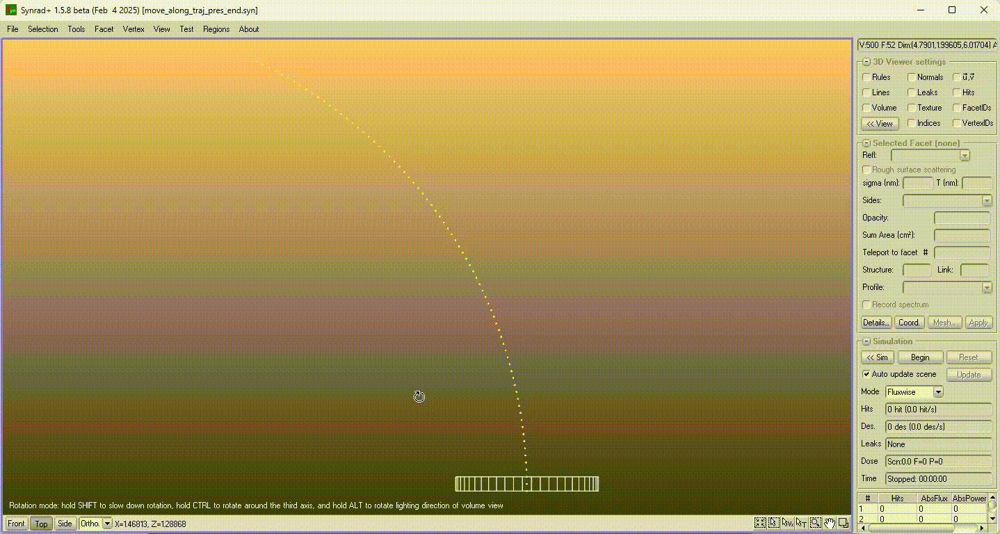 Synrad+ 1.5.8 beta (Feb 4 2025) [move_along_traj_pres_end.syn]
File Selection Tools Facet Vertex View Test Regions About
V:500 F:52 Dim:(4.7901,1.99605,6.01704) A
3D Viewer settings
Rules Normals u,v
Lines Leaks Hits
Volume Texture FacetIDs
<< View Indices VertexIDs
Selected Facet [none]
Refl:
Rough surface scattering
sigma (nm): T (nm):
Sides:
Opacity:
Sum Area (cm²):
Teleport to facet #
Structure: Link:
Profile:
Record spectrum
Details... Coord. Mesh... Apply
Simulation
<< Sim Begin Reset
Auto update scene Update
Mode Fluxwise
Hits 0 hit (0.0 hit/s)
Des. 0 des (0.0 des/s)
Leaks None
Dose Scn:0.0 F=0 P=0
Time Stopped: 00:00:00
# Hits AbsFlux AbsPower
1 0 0 0
2 0 0 0
Rotation mode: hold SHIFT to slow down rotation, hold CTRL to rotate around the third axis, and hold ALT to rotate lighting direction of volume view
Front Top Side Ortho. X=1.46813, Z=1.28868